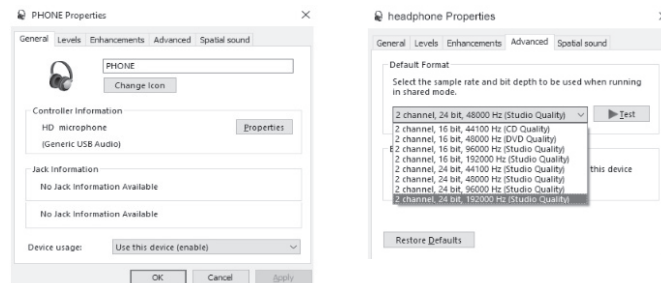 PHONE Properties
General Levels Enhancements Advanced Spatial sound
PHONE
Change Icon
Controller Information
HD microphone
Properties
(Generic USB Audio)
Jack Information
No Jack Information Available
No Jack Information Available
Device usage:
Use this device (enable)
OK Cancel Apply
headphone Properties
General Levels Enhancements Advanced Spatial sound
Default Format
Select the sample rate and bit depth to be used when running
in shared mode.
2 channel, 24 bit, 48000 Hz (Studio Quality)
Test
2 channel, 16 bit, 44100 Hz (CD Quality)
2 channel, 16 bit, 48000 Hz (DVD Quality)
2 channel, 16 bit, 96000 Hz (Studio Quality)
2 channel, 16 bit, 192000 Hz (Studio Quality)
2 channel, 24 bit, 44100 Hz (Studio Quality)
2 channel, 24 bit, 48000 Hz (Studio Quality)
2 channel, 24 bit, 96000 Hz (Studio Quality)
2 channel, 24 bit, 192000 Hz (Studio Quality)
this device
Restore Defaults